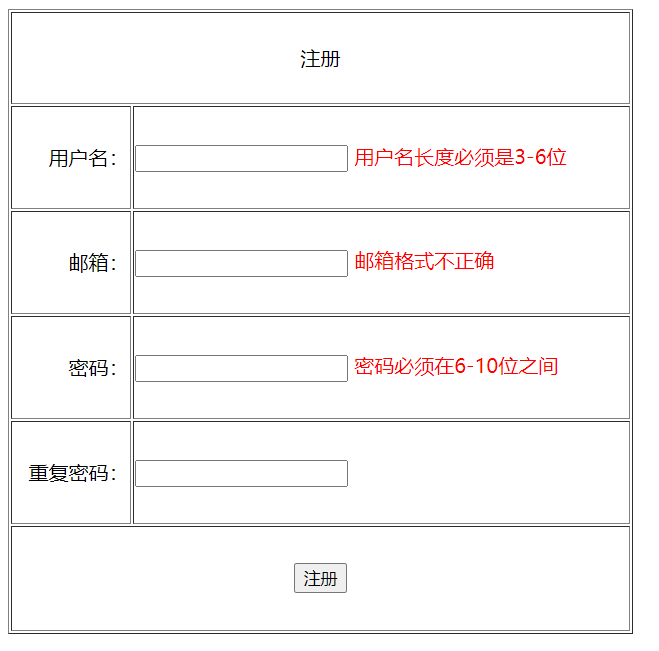 注册
用户名： 用户名长度必须是3-6位
邮箱： 邮箱格式不正确
密码： 密码必须在6-10位之间
重复密码：
注册